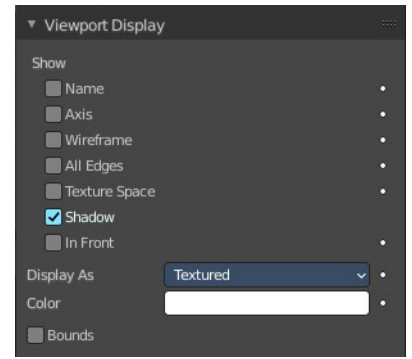 Viewport Display
Show
Name
Axis
Wireframe
All Edges
Texture Space
Shadow
In Front
Display As Textured
Color
Bounds